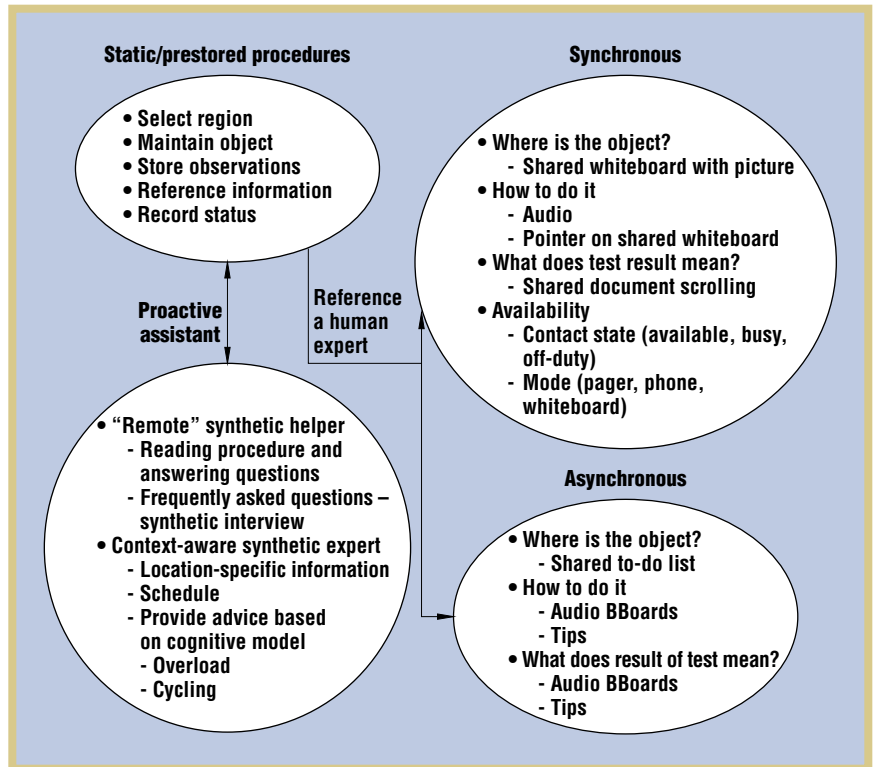 Static/prestored procedures
• Select region
• Maintain object
• Store observations
• Reference information
• Record status
Proactive
assistant
Reference
a human
expert
• “Remote” synthetic helper
- Reading procedure and
answering questions
- Frequently asked questions –
synthetic interview
• Context-aware synthetic expert
- Location-specific information
- Schedule
- Provide advice based
on cognitive model
- Overload
- Cycling
Synchronous
• Where is the object?
- Shared whiteboard with picture
• How to do it
- Audio
- Pointer on shared whiteboard
• What does test result mean?
- Shared document scrolling
• Availability
- Contact state (available, busy,
off-duty)
- Mode (pager, phone,
whiteboard)
Asynchronous
• Where is the object?
- Shared to-do list
• How to do it
- Audio BBoards
- Tips
• What does result of test mean?
- Audio BBoards
- Tips